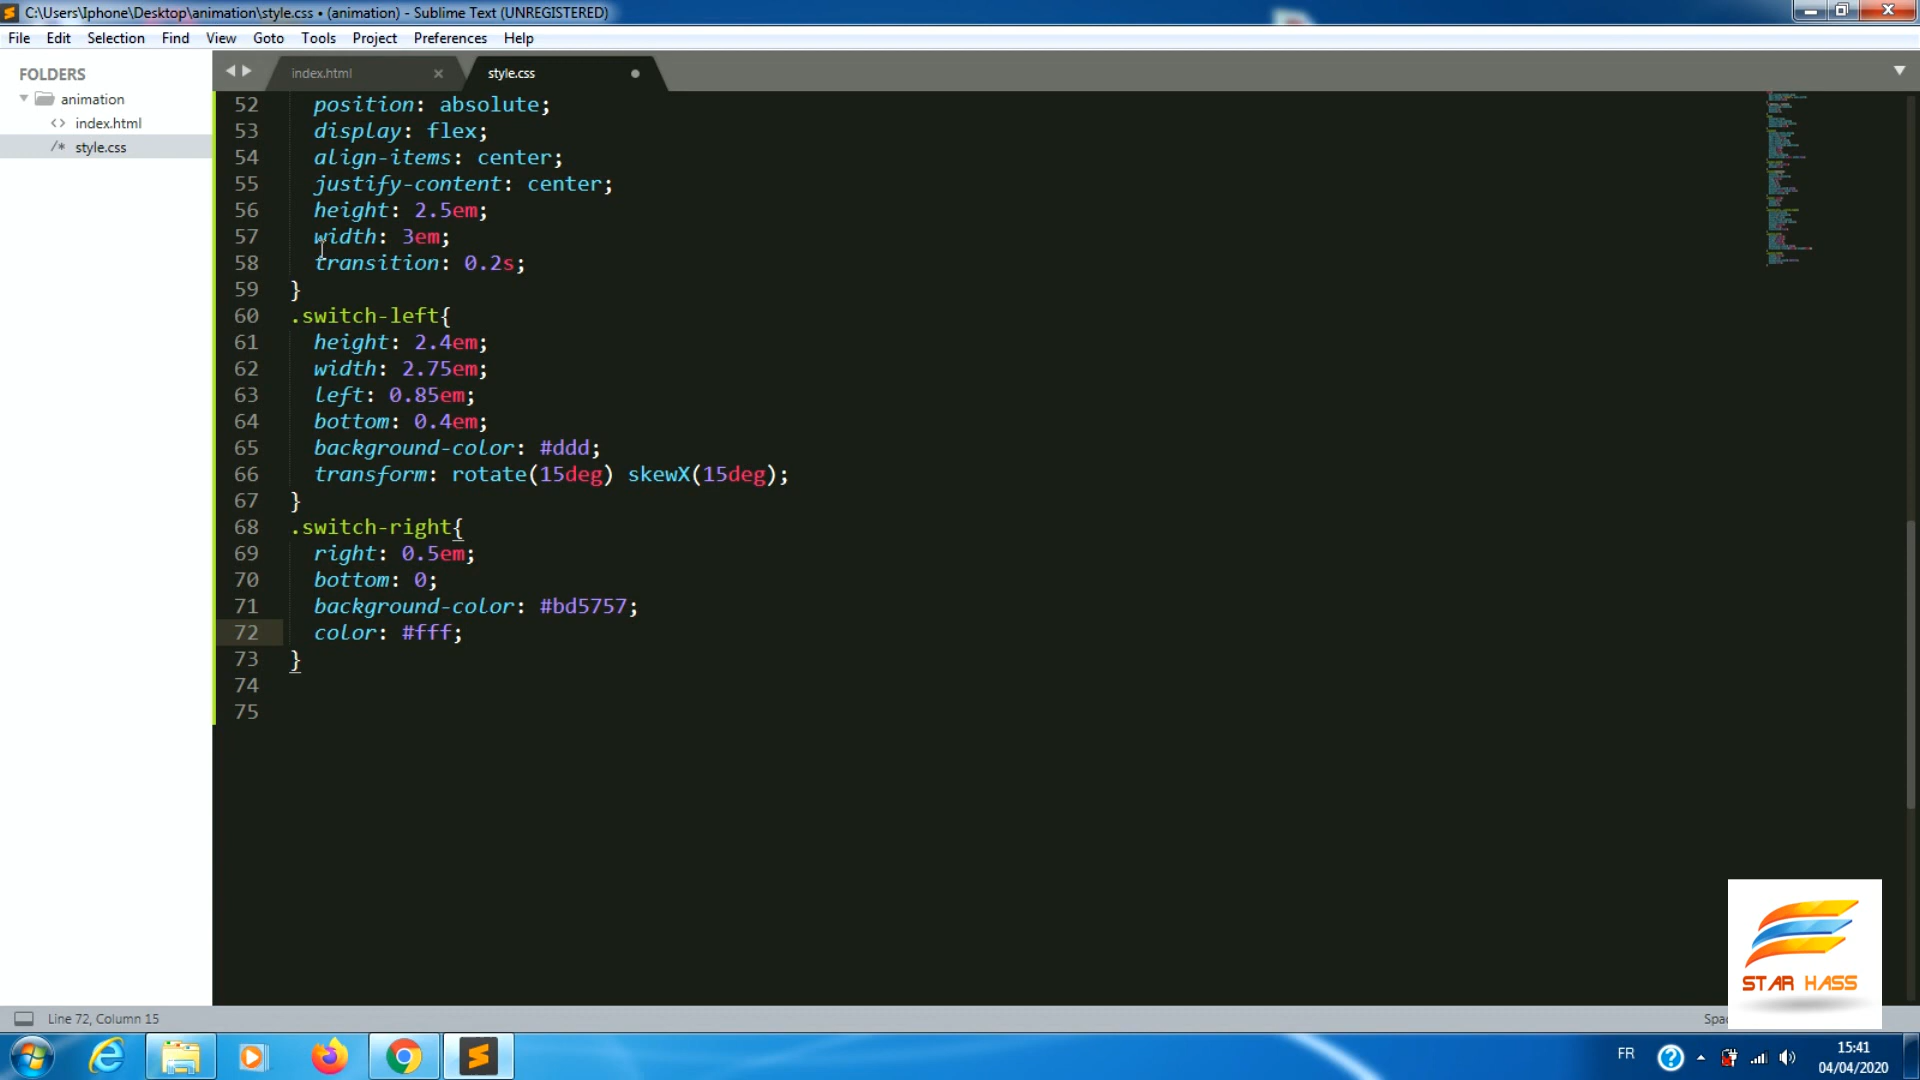 C:\Users\Iphone\Desktop\animation\style.css • (animation) - Sublime Text (UNREGISTERED)
File Edit Selection Find View Goto Tools Project Preferences Help
FOLDERS
animation
index.html
style.css
index.html
style.css
52 position: absolute;
53 display: flex;
54 align-items: center;
55 justify-content: center;
56 height: 2.5em;
57 width: 3em;
58 transition: 0.2s;
59 }
60 .switch-left{
61 height: 2.4em;
62 width: 2.75em;
63 left: 0.85em;
64 bottom: 0.4em;
65 background-color: #ddd;
66 transform: rotate(15deg) skewX(15deg);
67 }
68 .switch-right{
69 right: 0.5em;
70 bottom: 0;
71 background-color: #bd5757;
72 color: #fff;
73 }
74
75
STAR HASS
Line 72, Column 15
FR
15:41
04/04/2020